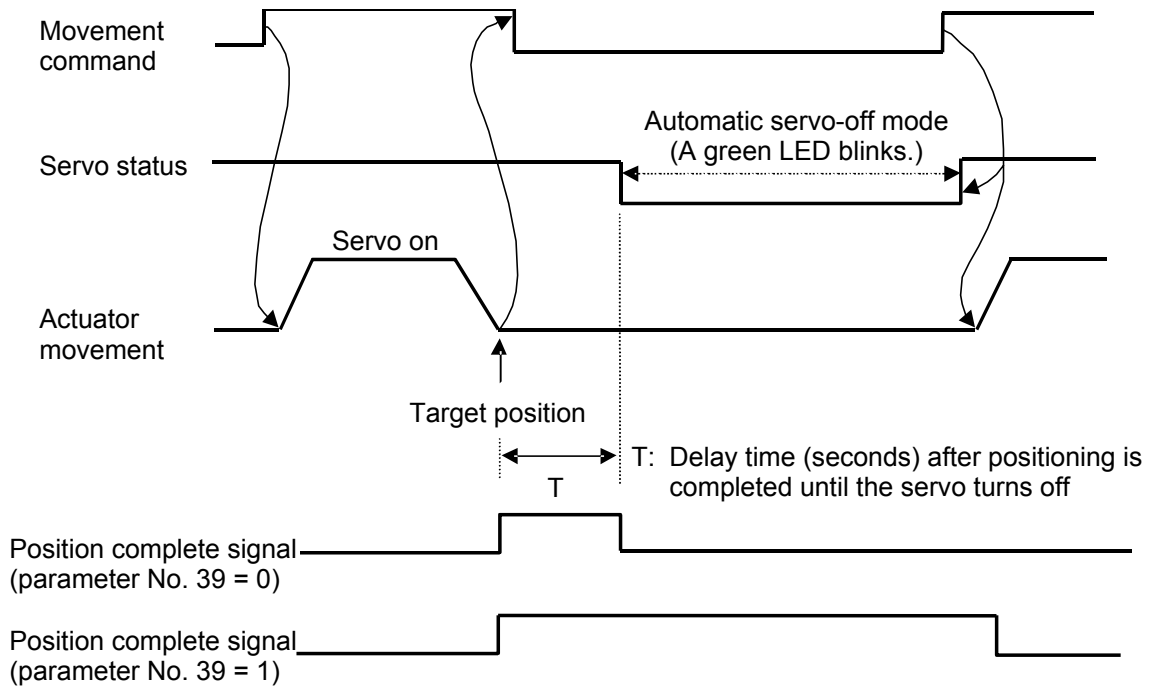 Movement
command
Automatic servo-off mode
(A green LED blinks.)
Servo status
Servo on
Actuator
movement
Target position
T
T: Delay time (seconds) after positioning is
completed until the servo turns off
Position complete signal
(parameter No. 39 = 0)
Position complete signal
(parameter No. 39 = 1)